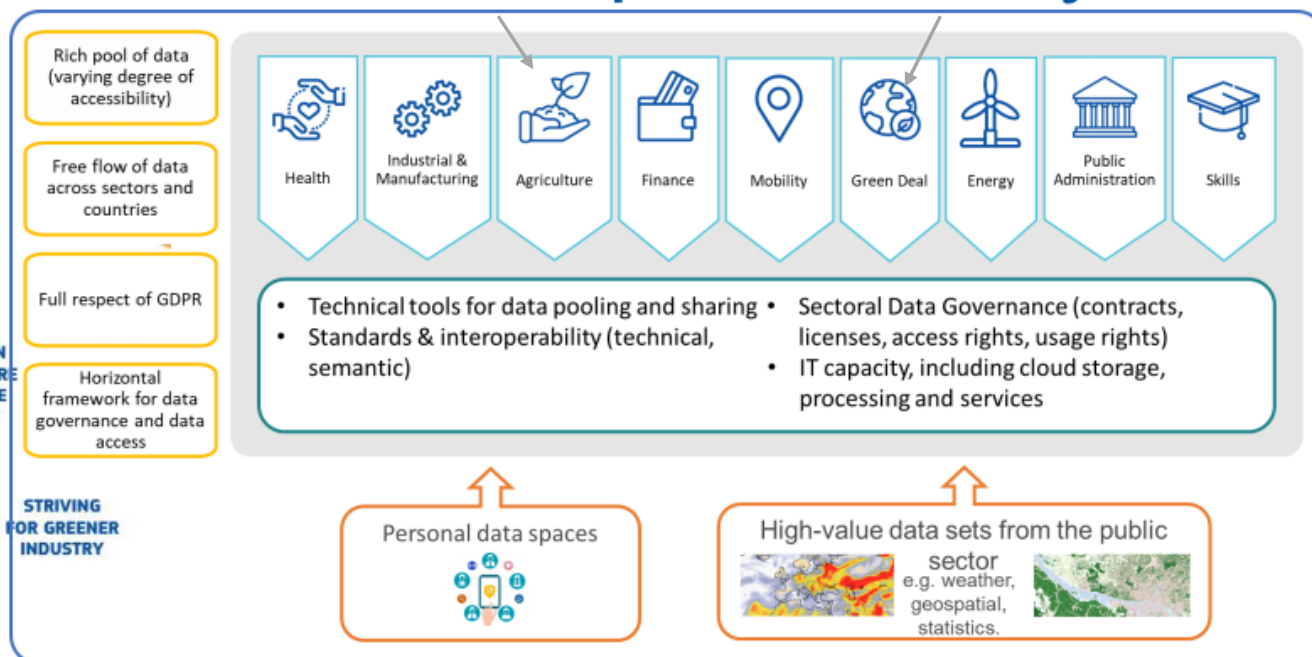 Rich pool of data
(varying degree of
accessibility)
Free flow of data
across sectors and
countries
Full respect of GDPR
Horizontal
framework for data
governance and data
access
Health
Industrial &
Manufacturing
Agriculture
Finance
Mobility
Green Deal
Energy
Public
Administration
Skills
• Technical tools for data pooling and sharing
• Standards & interoperability (technical,
semantic)
• Sectoral Data Governance (contracts,
licenses, access rights, usage rights)
• IT capacity, including cloud storage,
processing and services
STRIVING
FOR GREENER
INDUSTRY
Personal data spaces
High-value data sets from the public
sector
e.g. weather,
geospatial,
statistics.